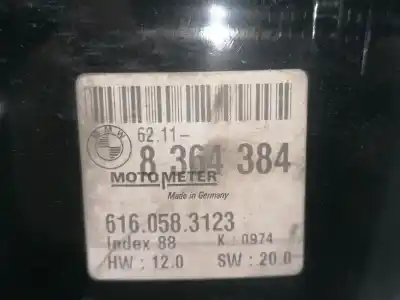 BMW
62.11-
8 364 384
MOTOMETER
Made in Germany
616.058.3123
Index 88 K : 0974
HW : 12.0 SW : 20.0